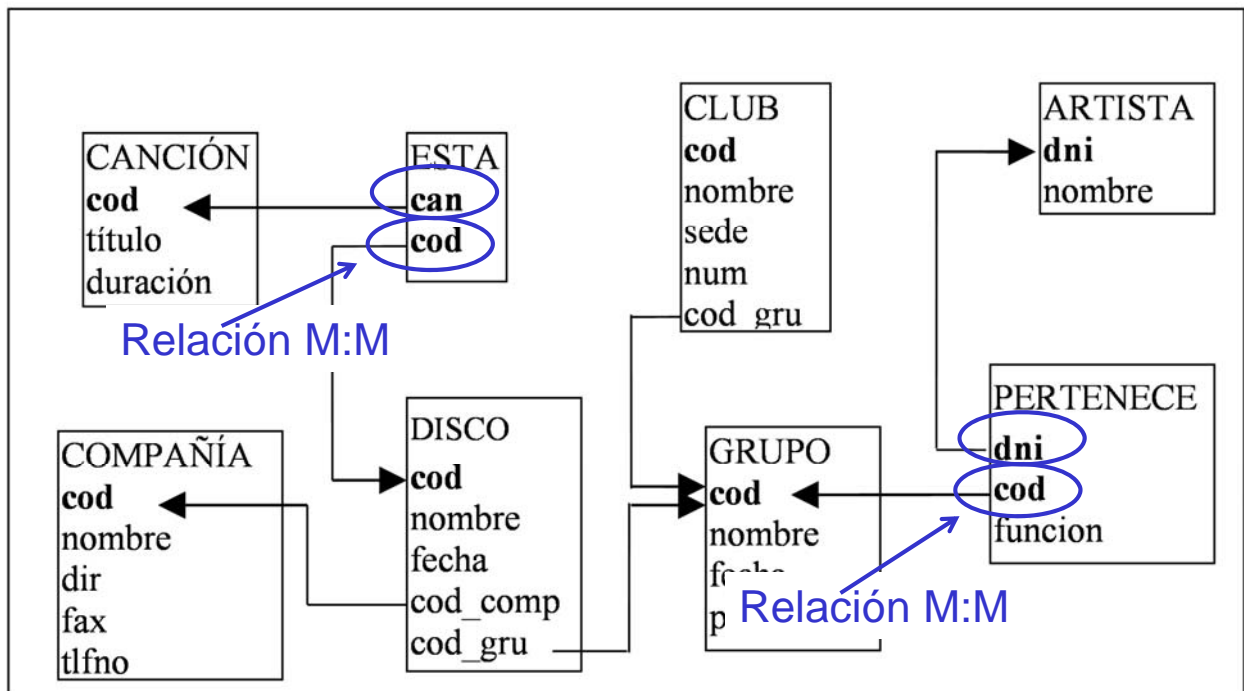 CANCIÓN
cod
título
duración
ESTA
can
cod
Relación M:M
CLUB
cod
nombre
sede
num
cod_gru
ARTISTA
dni
nombre
COMPAÑÍA
cod
nombre
dir
fax
tlfno
DISCO
cod
nombre
fecha
cod_comp
cod_gru
GRUPO
cod
nombre
PERTENECE
dni
cod
funcion
Relación M:M